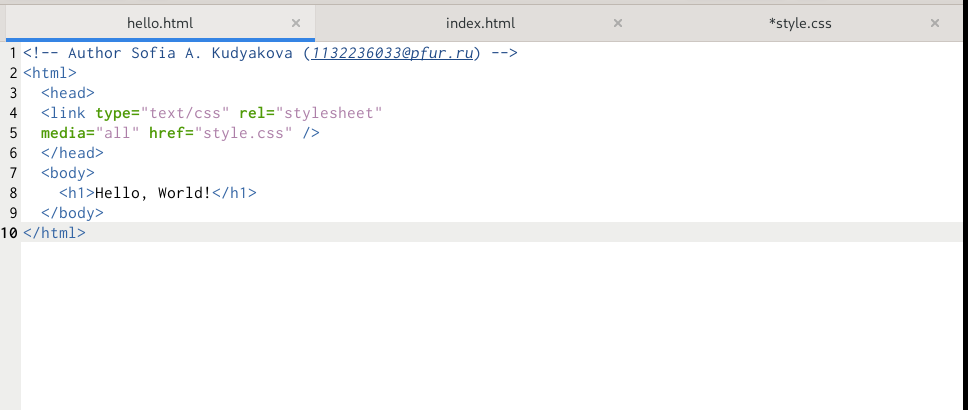 hello.html × index.html × *style.css ×
1 <!-- Author Sofia A. Kudyakova (1132236033@pfur.ru) -->
2 <html>
3   <head>
4   <link type="text/css" rel="stylesheet"
5   media="all" href="style.css" />
6   </head>
7   <body>
8     <h1>Hello, World!</h1>
9   </body>
10 </html>